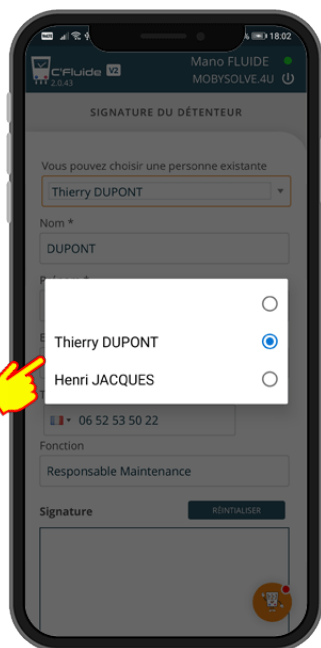 18:02
C'Fluide V2
2.0.43
Mano FLUIDE
MOBYSOLVE.4U
SIGNATURE DU DÉTENTEUR
Vous pouvez choisir une personne existante
Thierry DUPONT
Nom *
DUPONT
Thierry DUPONT
Henri JACQUES
06 52 53 50 22
Fonction
Responsable Maintenance
Signature
RÉINTIALISER